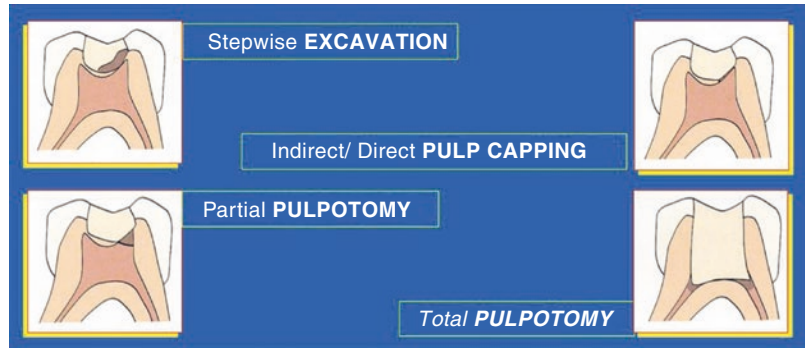 Stepwise EXCAVATION
Indirect/ Direct PULP CAPPING
Partial PULPOTOMY
Total PULPOTOMY